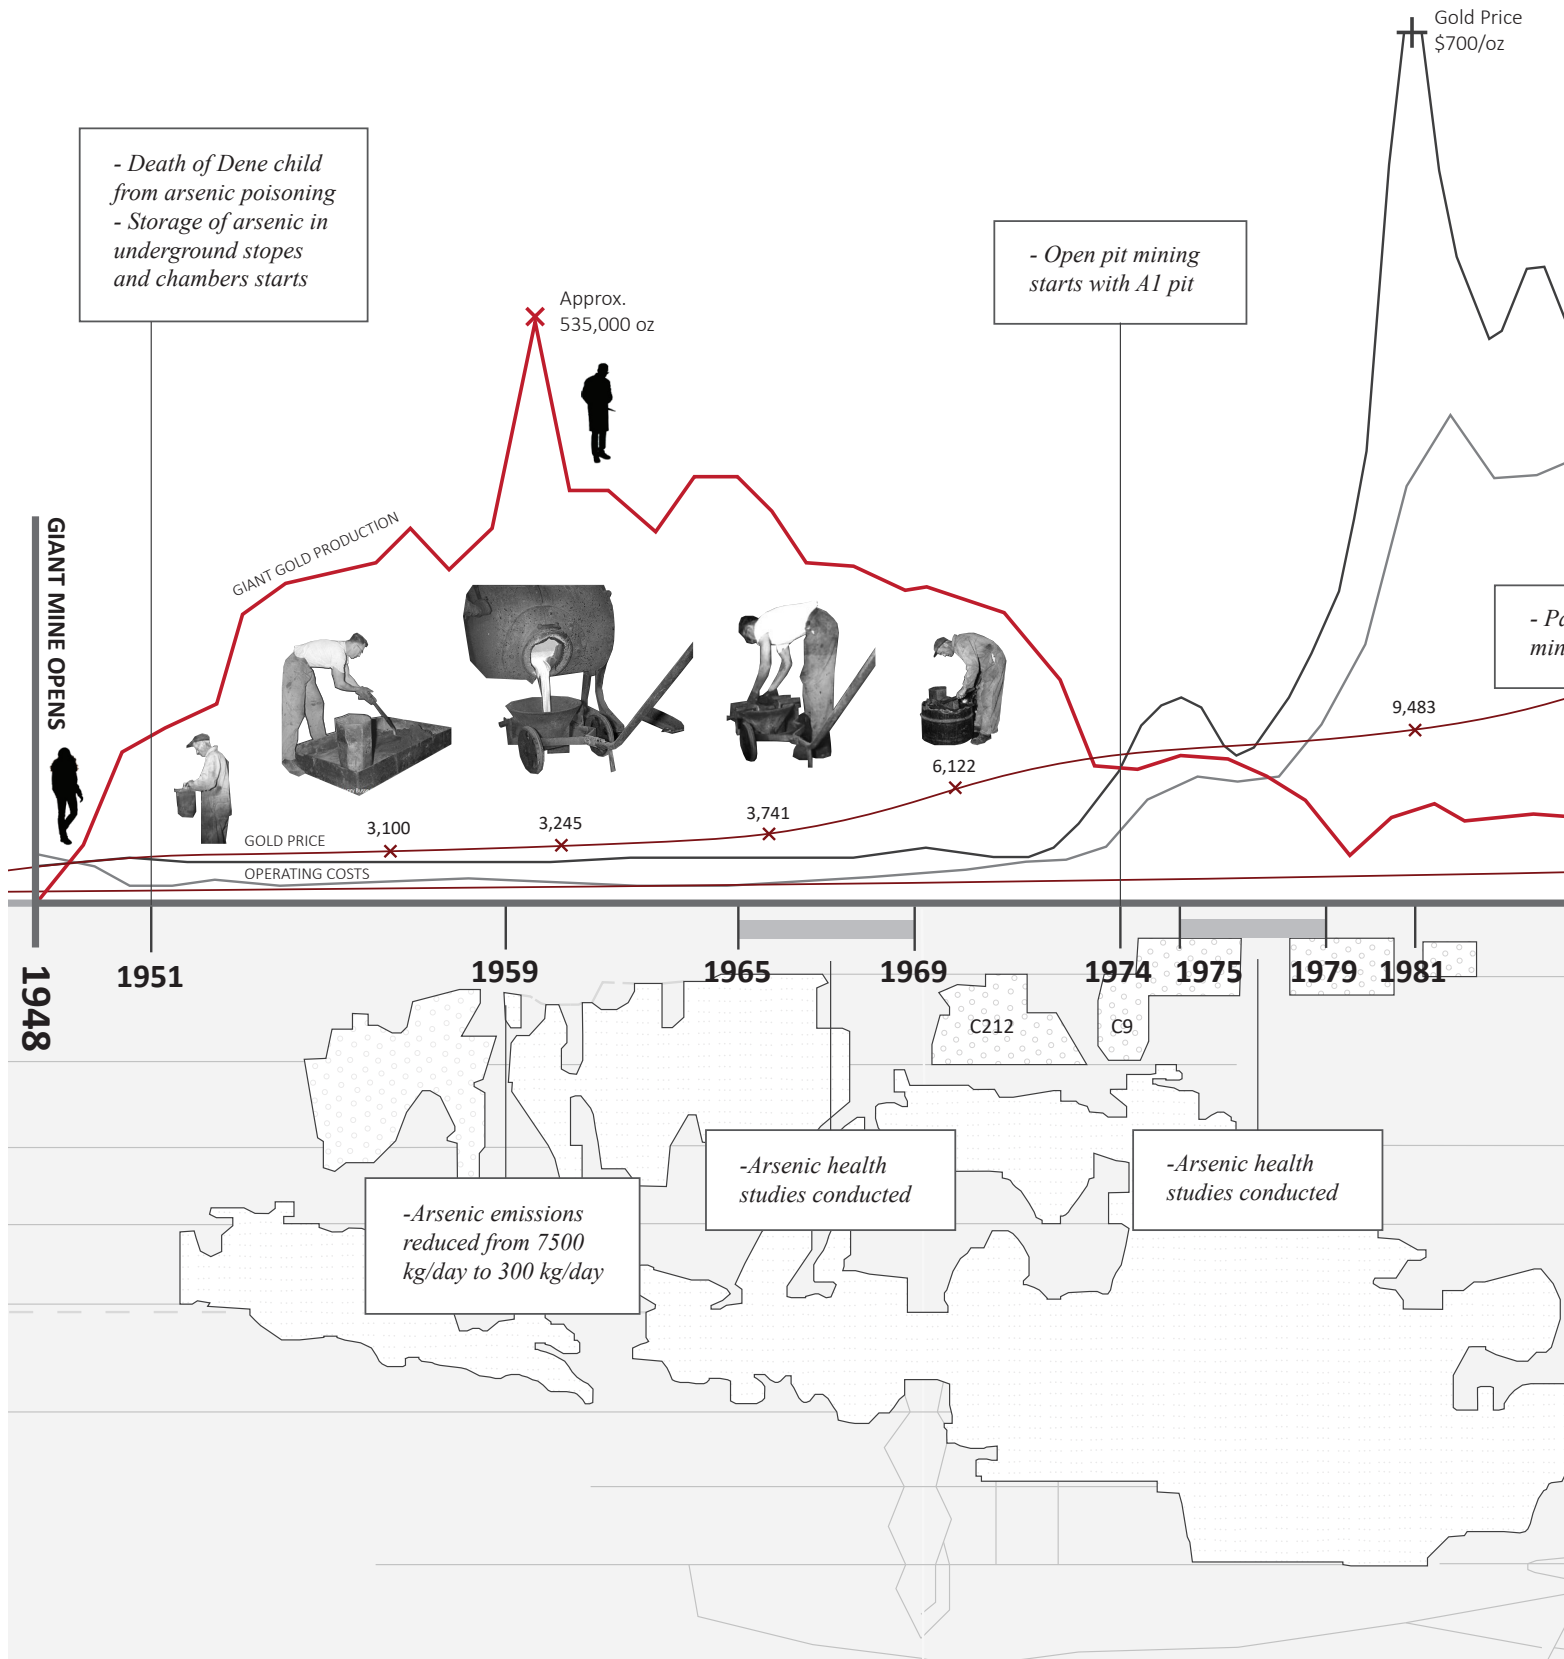 Gold Price
$700/oz
- Death of Dene child
from arsenic poisoning
- Storage of arsenic in
underground stopes
and chambers starts
- Open pit mining
starts with A1 pit
Approx.
535,000 oz
GIANT GOLD PRODUCTION
GIANT MINE OPENS
- Pa
min
9,483
6,122
3,741
3,245
3,100
GOLD PRICE
OPERATING COSTS
1948
1951
1959
1965
1969
1974
1975
1979
1981
C212
C9
-Arsenic emissions
reduced from 7500
kg/day to 300 kg/day
-Arsenic health
studies conducted
-Arsenic health
studies conducted